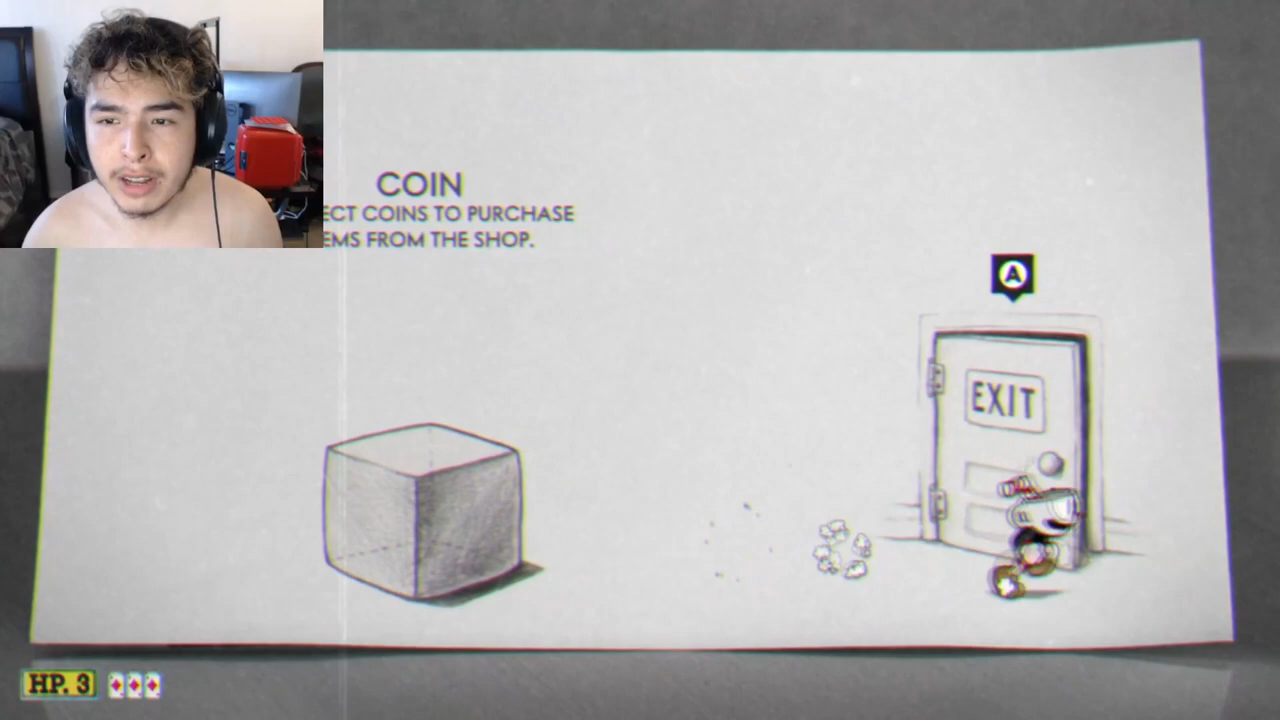 COIN
ECT COINS TO PURCHASE
EMS FROM THE SHOP.
A
EXIT
HP. 3